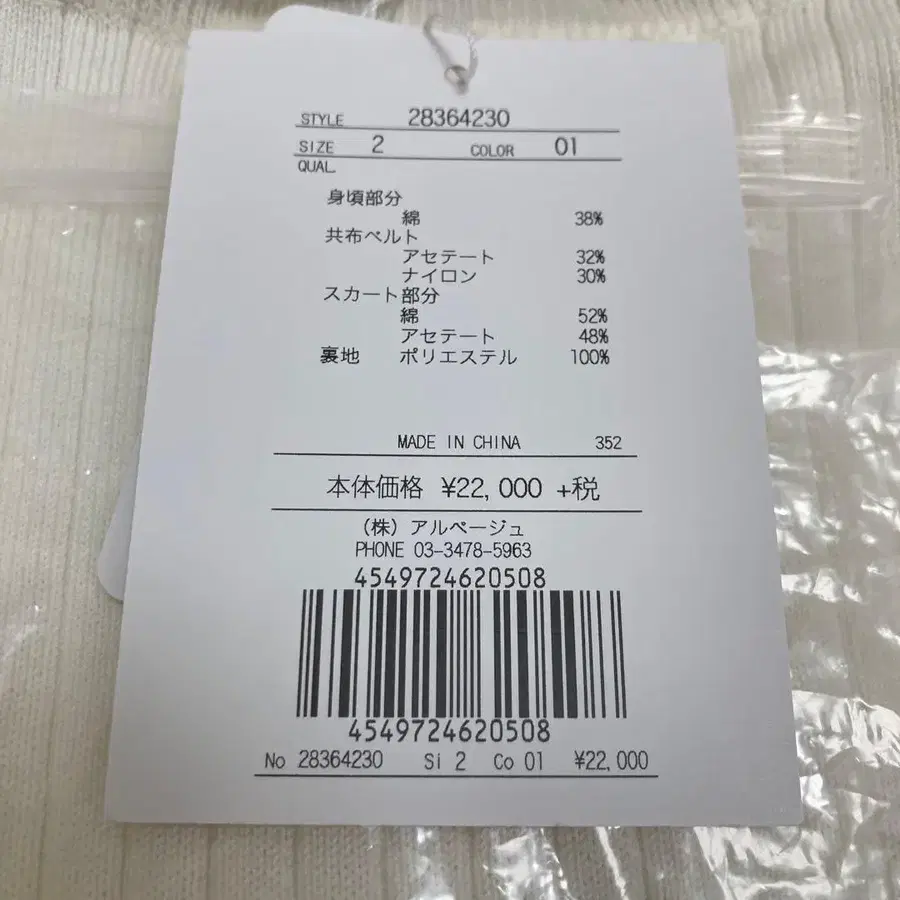 STYLE 28364230
SIZE 2 COLOR 01
QUAL.
身頃部分
綿 38%
共布ベルト
アセテート 32%
ナイロン 30%
スカート部分
綿 52%
アセテート 48%
裏地 ポリエステル 100%
MADE IN CHINA 352
本体価格 ¥22,000 +税
(株) アルページュ
PHONE 03-3478-5963
4549724620508
4549724620508
No 28364230 Si 2 Co 01 ¥22,000